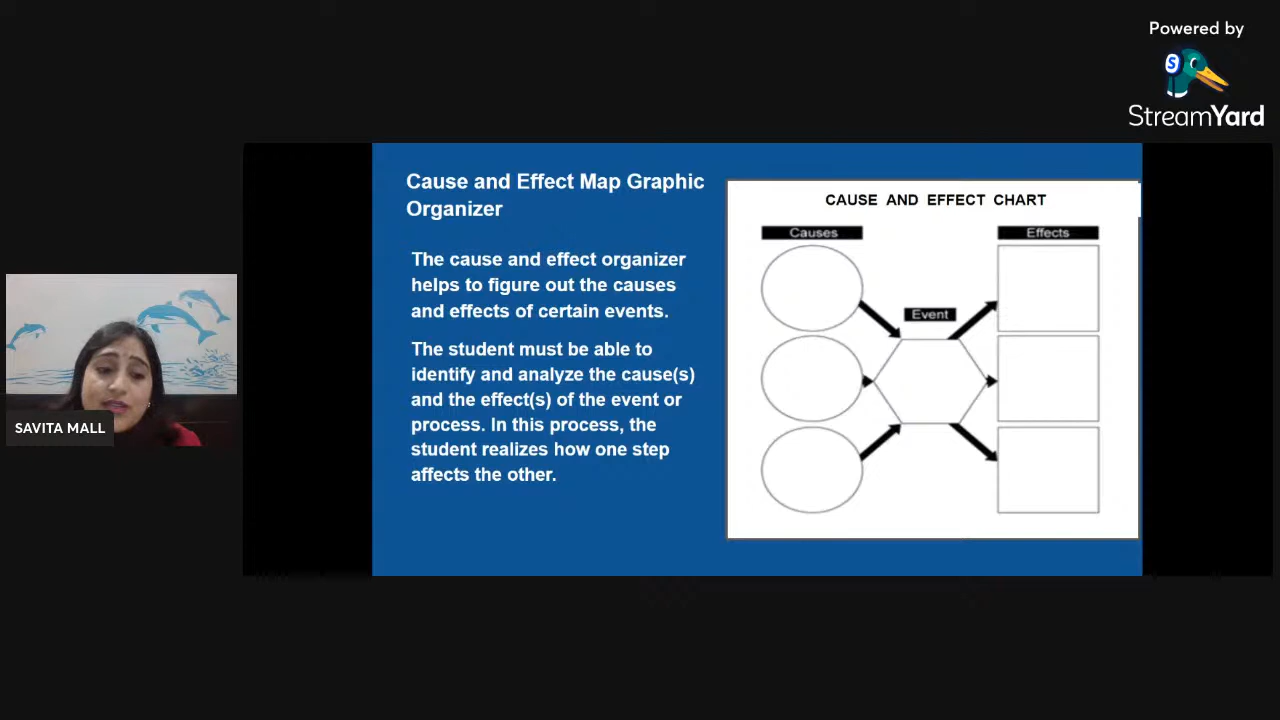 Powered by
StreamYard
Cause and Effect Map Graphic
Organizer
The cause and effect organizer
helps to figure out the causes
and effects of certain events.
The student must be able to
identify and analyze the cause(s)
and the effect(s) of the event or
process. In this process, the
student realizes how one step
affects the other.
CAUSE AND EFFECT CHART
Causes
Effects
Event
SAVITA MALL